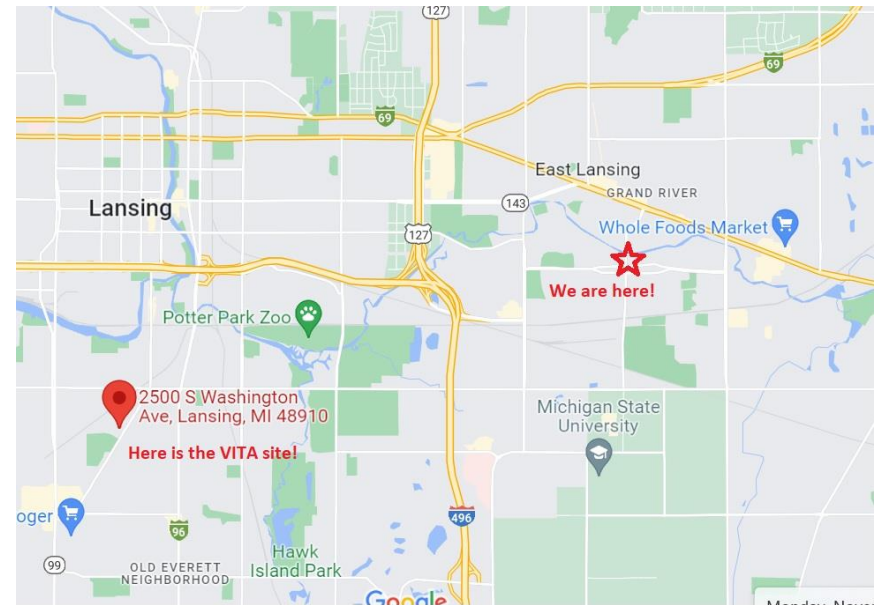 127
69
69
East Lansing
GRAND RIVER
143
Lansing
Whole Foods Market
127
We are here!
Potter Park Zoo
2500 S Washington
Ave, Lansing, MI 48910
Michigan State
University
Here is the VITA site!
oger
496
96
Hawk
Island Park
99
OLD EVERETT
NEIGHBORHOOD
Google